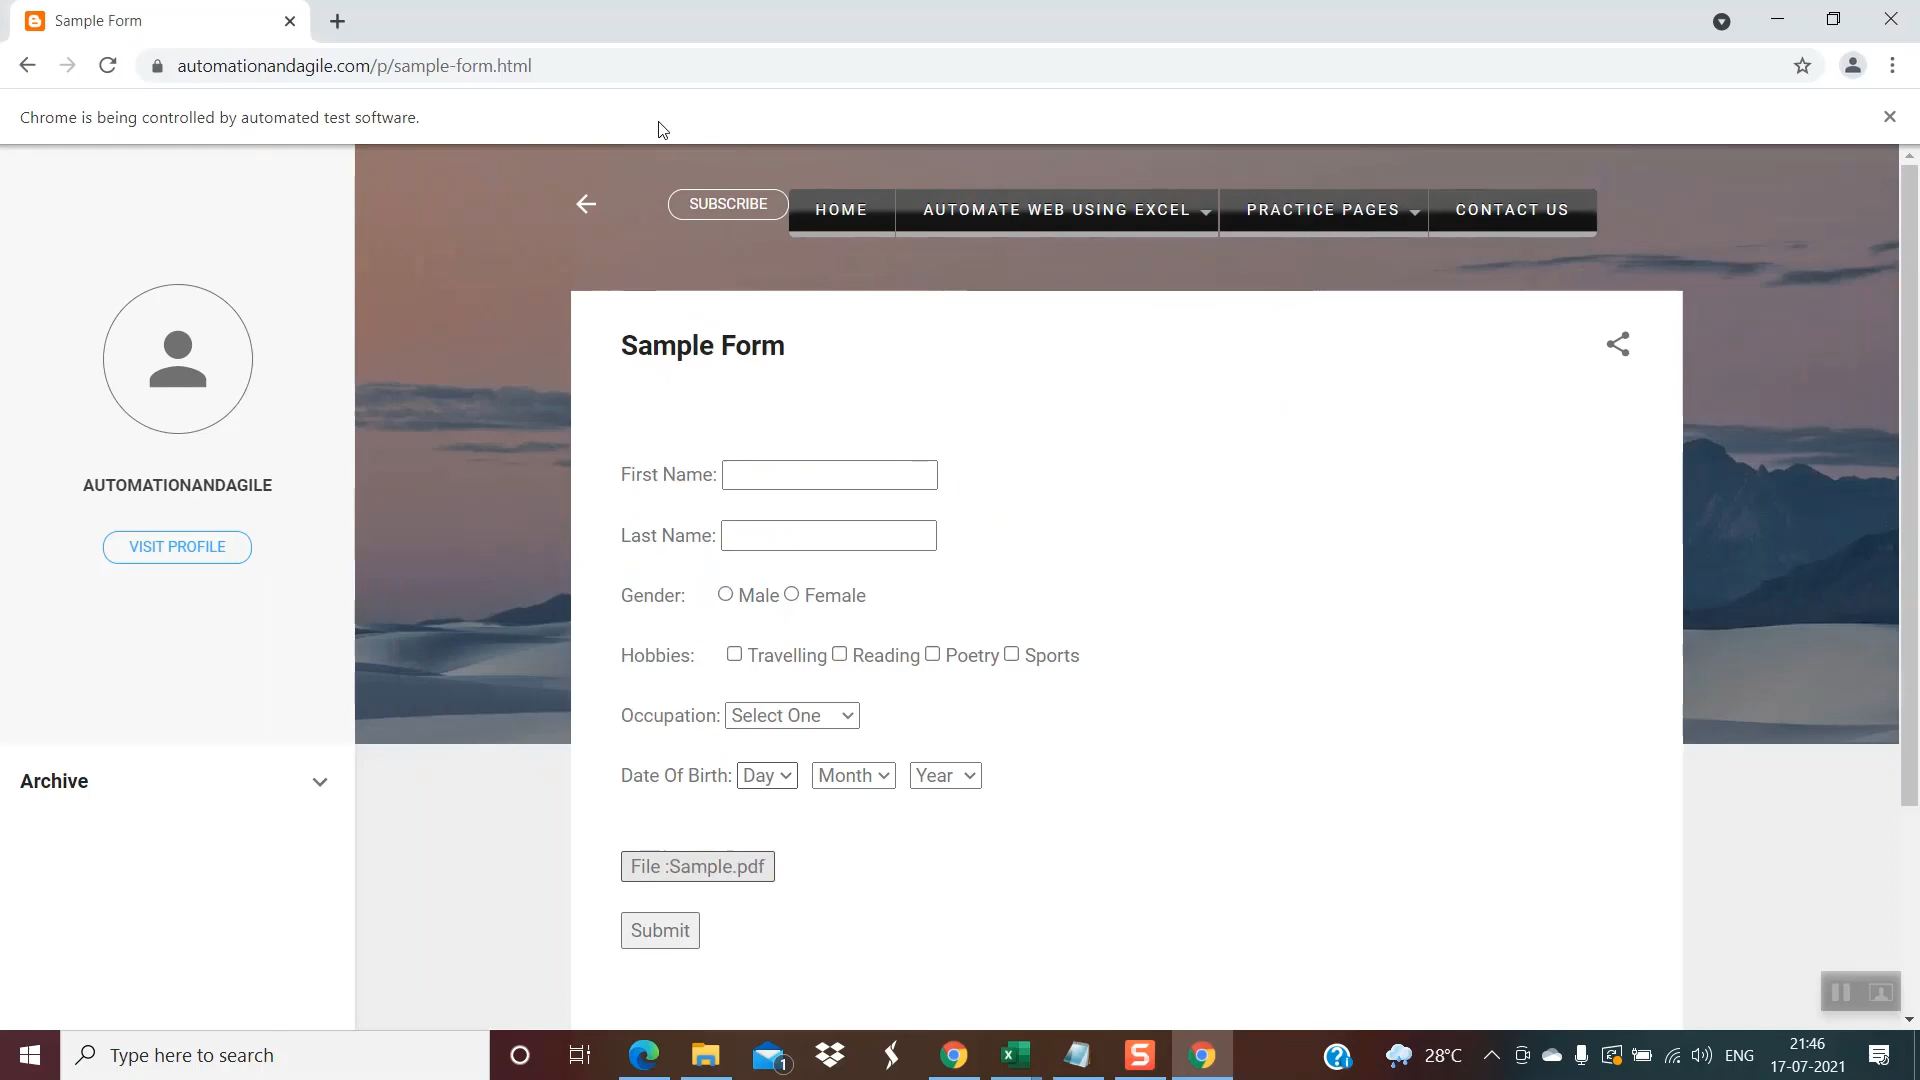 Sample Form
automationandagile.com/p/sample-form.html
Chrome is being controlled by automated test software.
SUBSCRIBE
HOME
AUTOMATE WEB USING EXCEL
PRACTICE PAGES
CONTACT US
AUTOMATIONANDAGILE
VISIT PROFILE
Archive
Sample Form
First Name:
Last Name:
Gender: Male Female
Hobbies: Travelling Reading Poetry Sports
Occupation: Select One
Date Of Birth: Day Month Year
File :Sample.pdf
Submit
Type here to search
1
28°C
ENG
21:46
17-07-2021